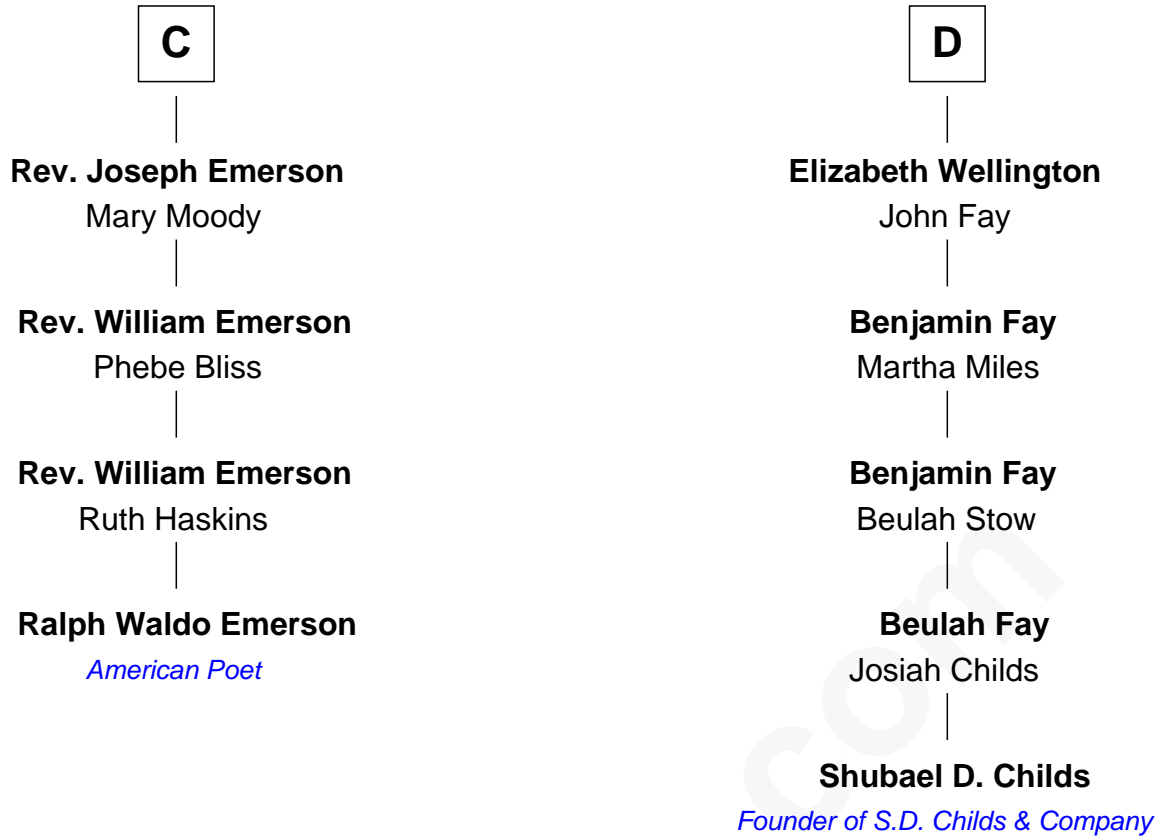 C
Rev. Joseph Emerson
Mary Moody
Rev. William Emerson
Phebe Bliss
Rev. William Emerson
Ruth Haskins
Ralph Waldo Emerson
American Poet
D
Elizabeth Wellington
John Fay
Benjamin Fay
Martha Miles
Benjamin Fay
Beulah Stow
Beulah Fay
Josiah Childs
Shubael D. Childs
Founder of S.D. Childs & Company
com